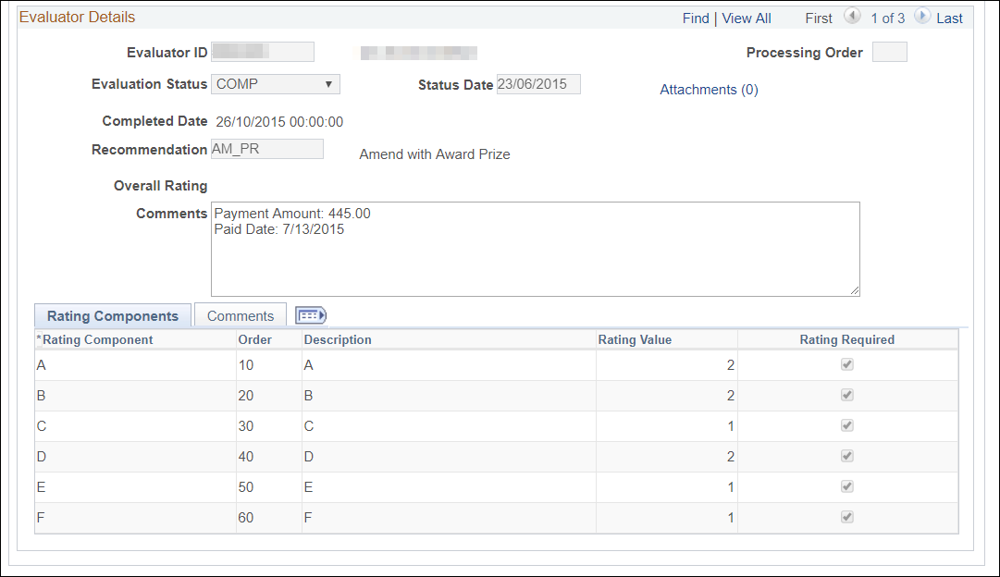 Evaluator Details Find | View All First 1 of 3 Last
Evaluator ID Processing Order
Evaluation Status COMP Status Date 23/06/2015 Attachments (0)
Completed Date 26/10/2015 00:00:00
Recommendation AM_PR Amend with Award Prize
Overall Rating
Comments Payment Amount: 445.00
Paid Date: 7/13/2015
Rating Components Comments
*Rating Component Order Description Rating Value Rating Required
A 10 A 2
B 20 B 2
C 30 C 1
D 40 D 2
E 50 E 1
F 60 F 1